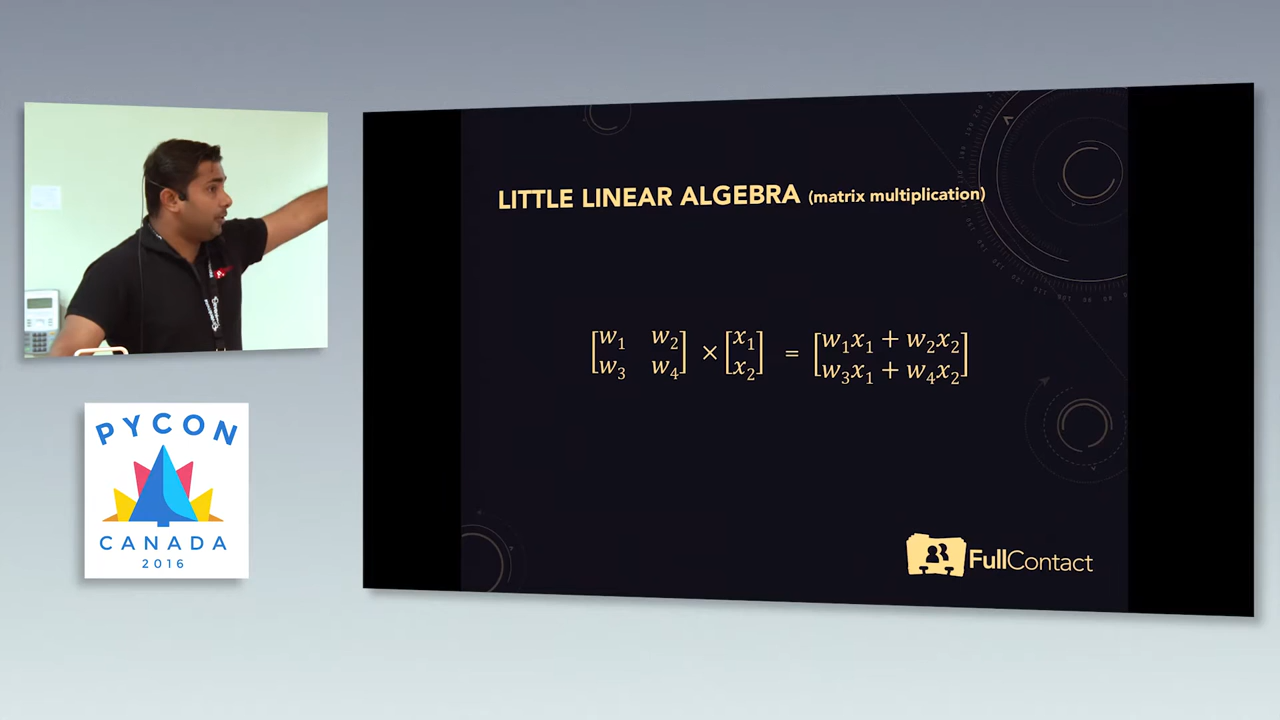 LITTLE LINEAR ALGEBRA (matrix multiplication)
[w₁ w₂] × [x₁] = [w₁x₁ + w₂x₂]
[w₃ w₄] [x₂] [w₃x₁ + w₄x₂]
FullContact
PYCON
CANADA
2016